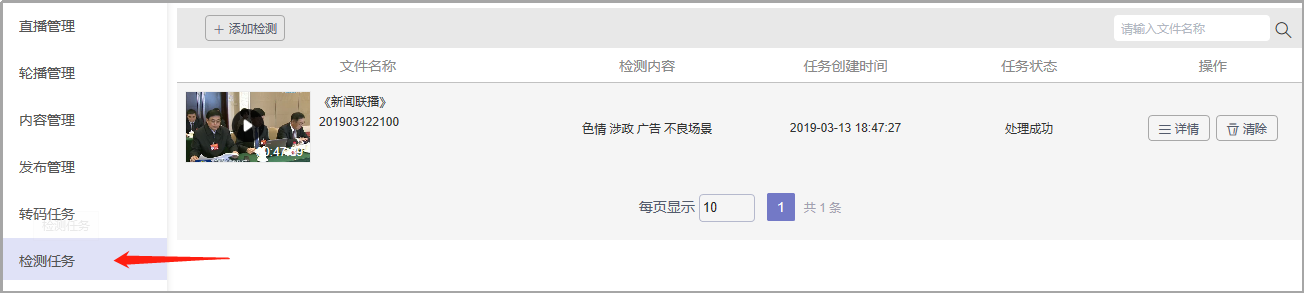 直播管理
轮播管理
内容管理
发布管理
转码任务
检测任务
检测任务
+ 添加检测
请输入文件名称
文件名称 检测内容 任务创建时间 任务状态 操作
《新闻联播》
201903122100
色情 涉政 广告 不良场景 2019-03-13 18:47:27 处理成功 详情 清除
每页显示 10 1 共 1 条